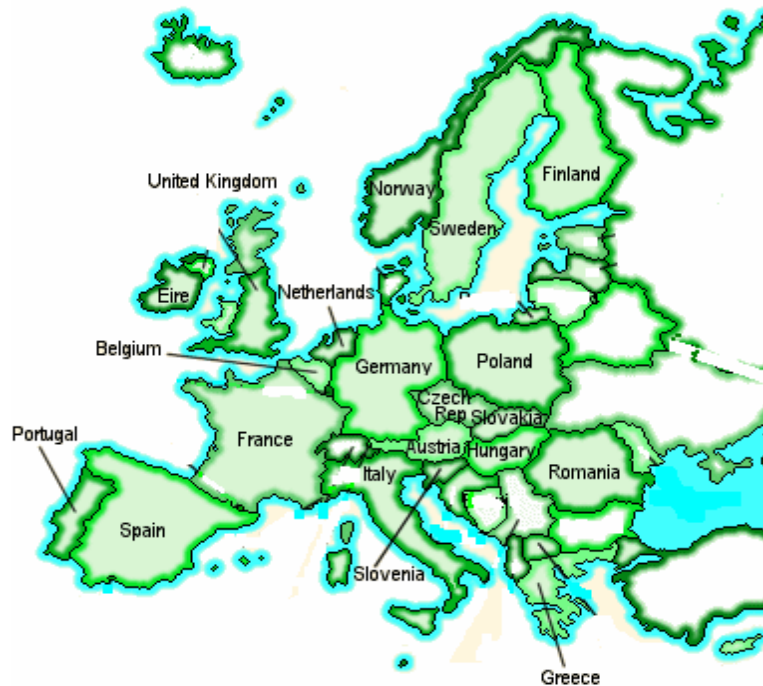 United Kingdom
Norway
Finland
Sweden
Eire
Netherlands
Belgium
Germany
Poland
Czech
Rep
Slovakia
Portugal
France
Austria
Hungary
Italy
Romania
Spain
Slovenia
Greece